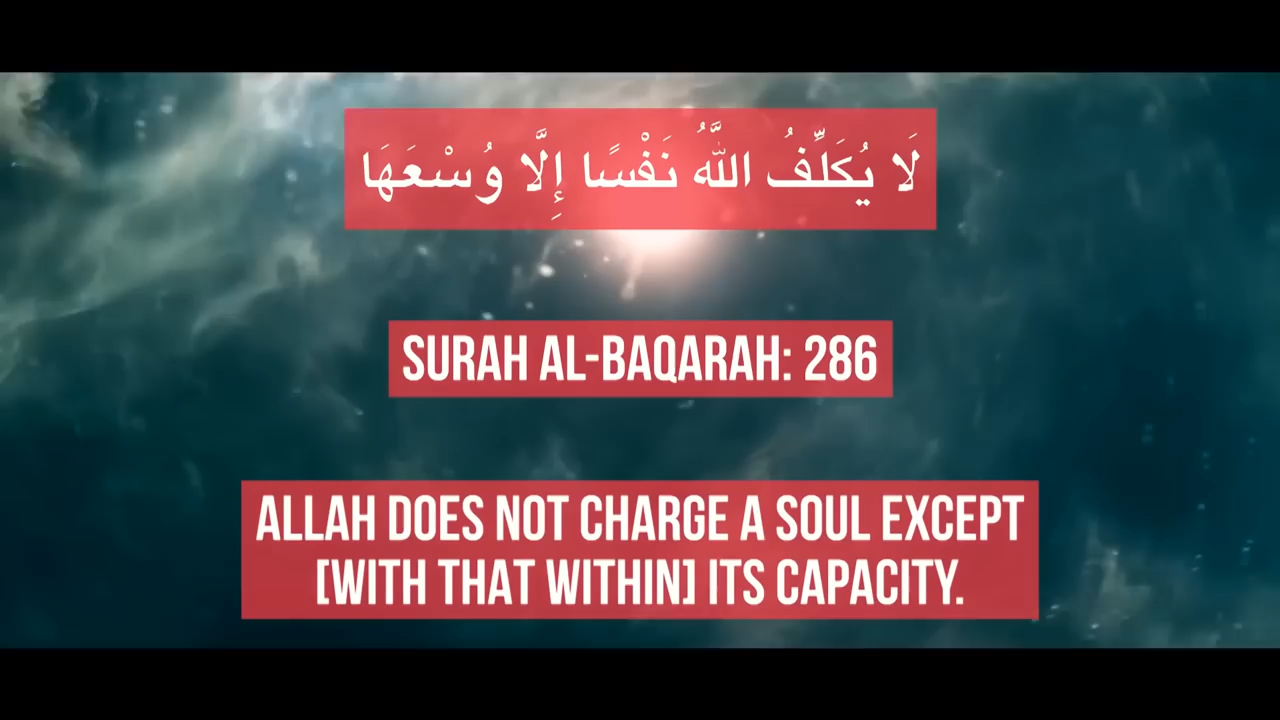 لَا يُكَلِّفُ اللَّهُ نَفْسًا إِلَّا وُسْعَهَا
SURAH AL-BAQARAH: 286
ALLAH DOES NOT CHARGE A SOUL EXCEPT
[WITH THAT WITHIN] ITS CAPACITY.